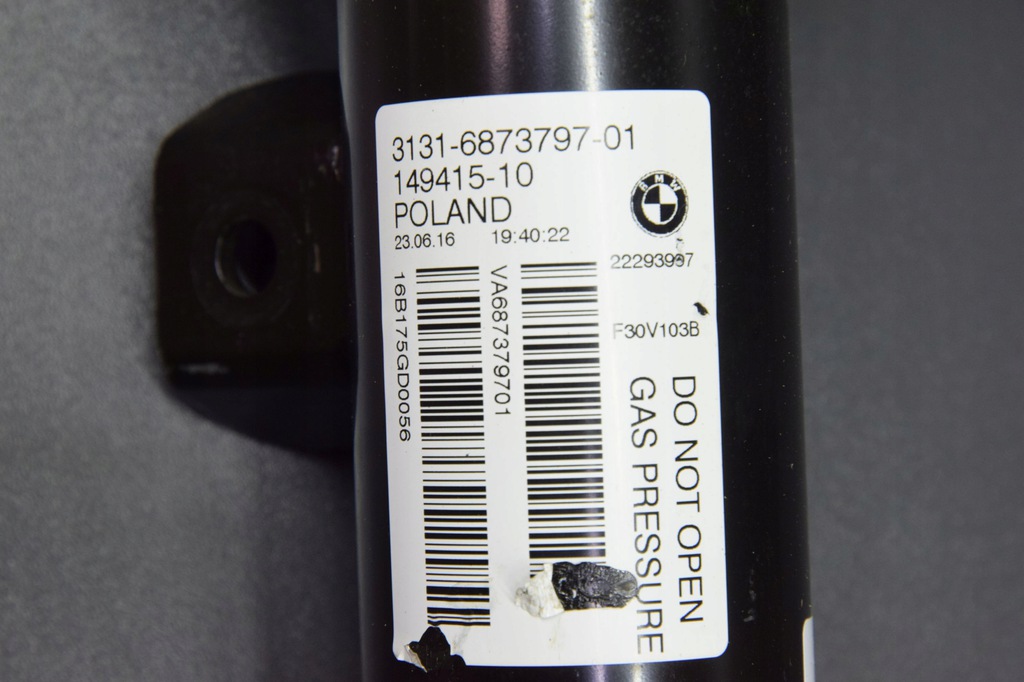 3131-6873797-01
149415-10
POLAND
23.06.16 19:40:22
BMW
22293997
F30V103B
16B175GD0056
VA687379701
DO NOT OPEN
GAS PRESSURE